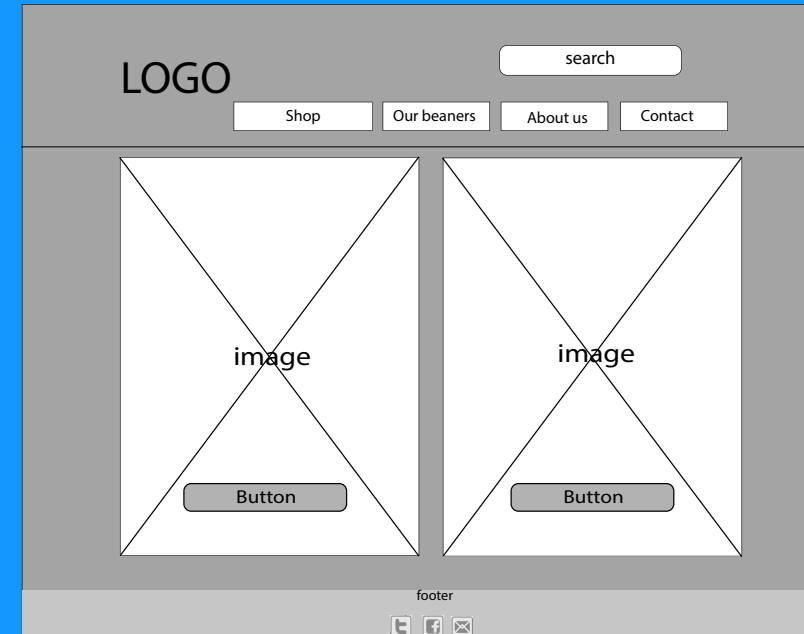 search
LOGO
Shop
Our beaners
About us
Contact
image
image
Button
Button
footer